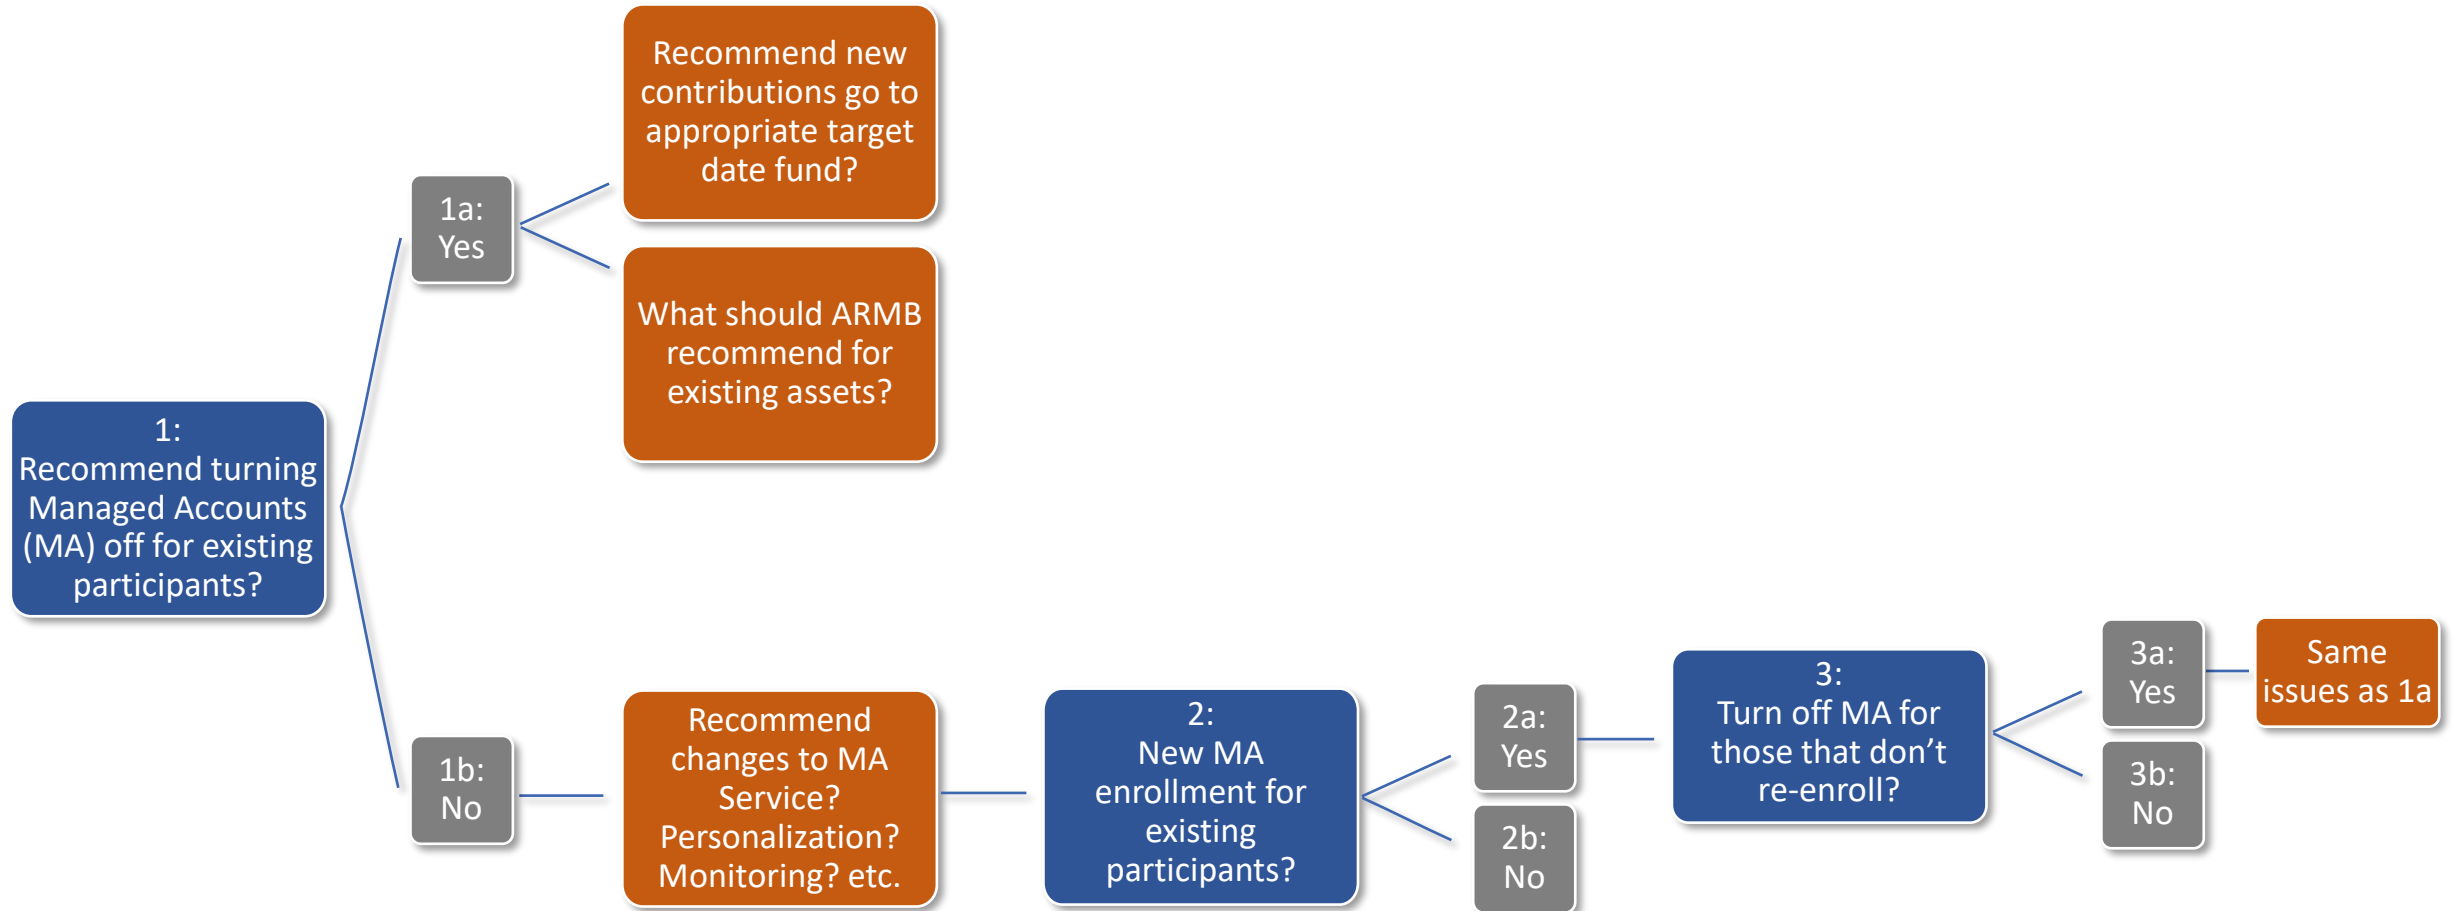 Recommend new
contributions go to
appropriate target
date fund?
1a:
Yes
What should ARMB
recommend for
existing assets?
1:
Recommend turning
Managed Accounts
(MA) off for existing
participants?
1b:
No
Recommend
changes to MA
Service?
Personalization?
Monitoring? etc.
2:
New MA
enrollment for
existing
participants?
2a:
Yes
2b:
No
3:
Turn off MA for
those that don’t
re-enroll?
3a:
Yes
Same
issues as 1a
3b:
No